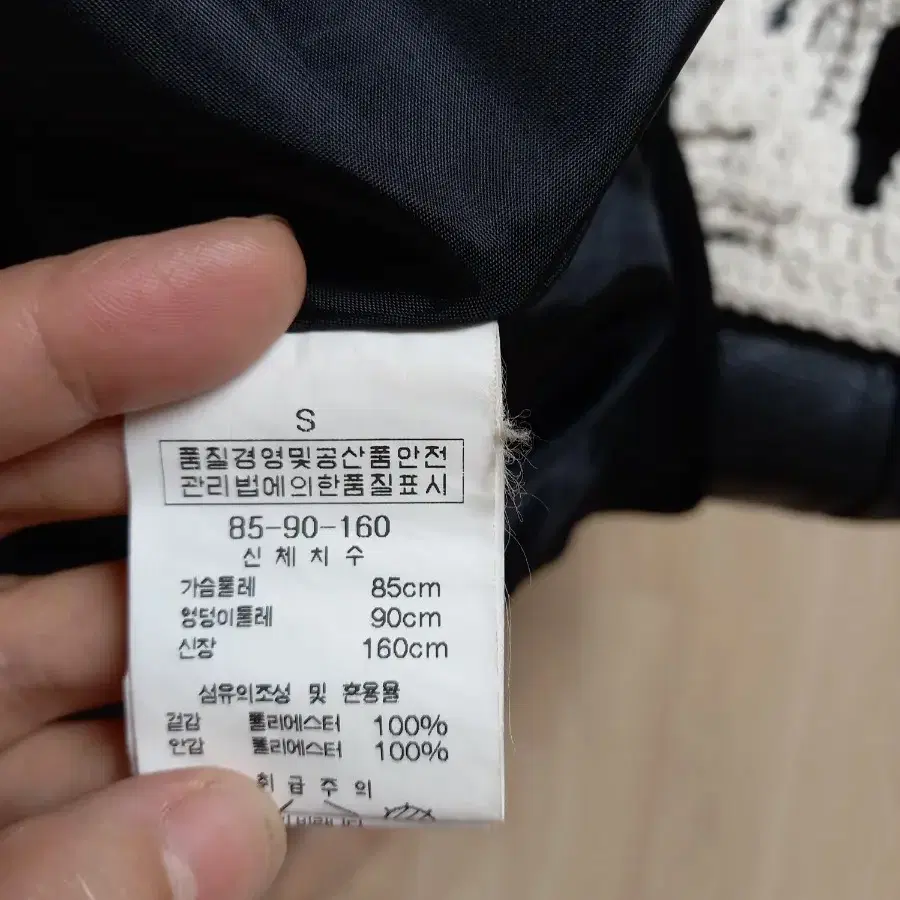 S
품질경영및공산품안전
관리법에의한품질표시
85-90-160
신체치수
가슴둘레 85cm
엉덩이둘레 90cm
신장 160cm
섬유의조성 및 혼용율
겉감 폴리에스터 100%
안감 폴리에스터 100%
취급주의